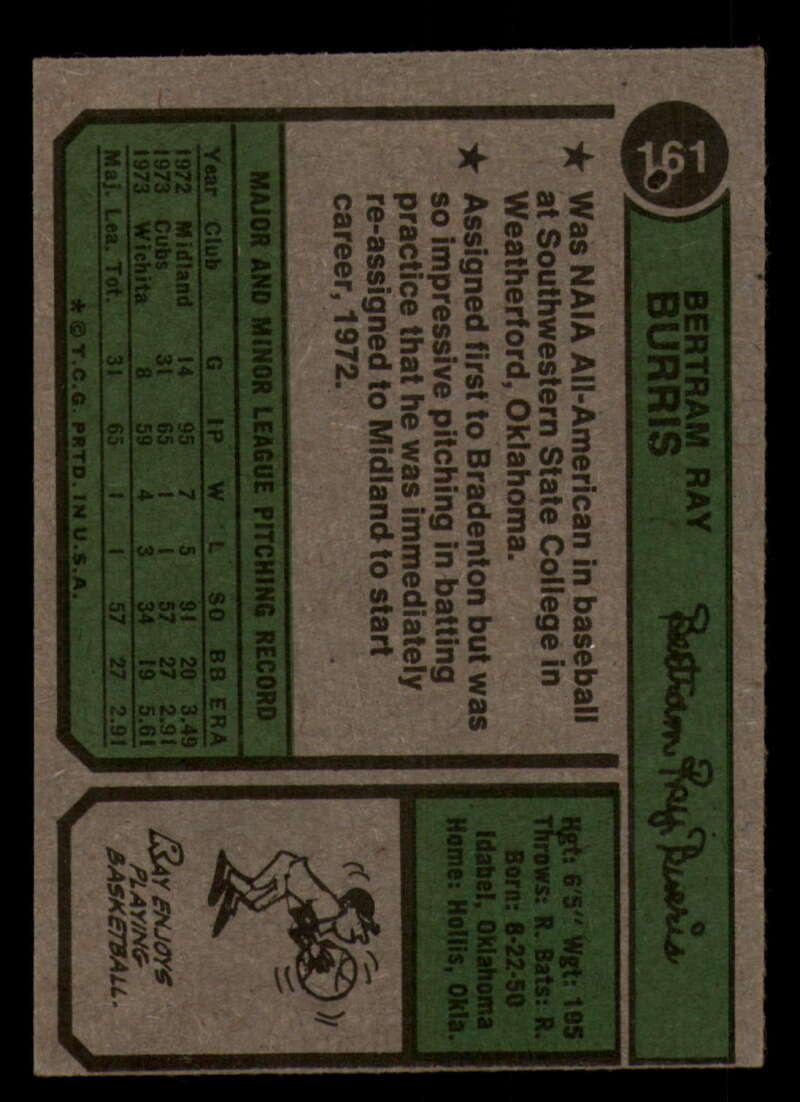 161
BERTRAM RAY
BURRIS
Bertram Ray Burris
★ Was NAIA All-American in baseball
at Southwestern State College in
Weatherford, Oklahoma.
★ Assigned first to Bradenton but was
so impressive pitching in batting
practice that he was immediately
re-assigned to Midland to start
career, 1972.
MAJOR AND MINOR LEAGUE PITCHING RECORD
Year Club G IP W L SO BB ERA
1972 Midland 14 95 7 5 91 20 3.49
1973 Cubs 31 65 1 1 57 27 2.91
1973 Wichita 8 59 4 3 34 19 5.61
Maj. Lea. Tot. 31 65 1 1 57 27 2.91
* © T.C.G. PRTD. IN U.S.A.
Hgt: 6'5" Wgt: 195
Throws: R. Bats: R.
Born: 8-22-50
Idabel, Oklahoma
Home: Hollis, Okla.
RAY ENJOYS
PLAYING
BASKETBALL.